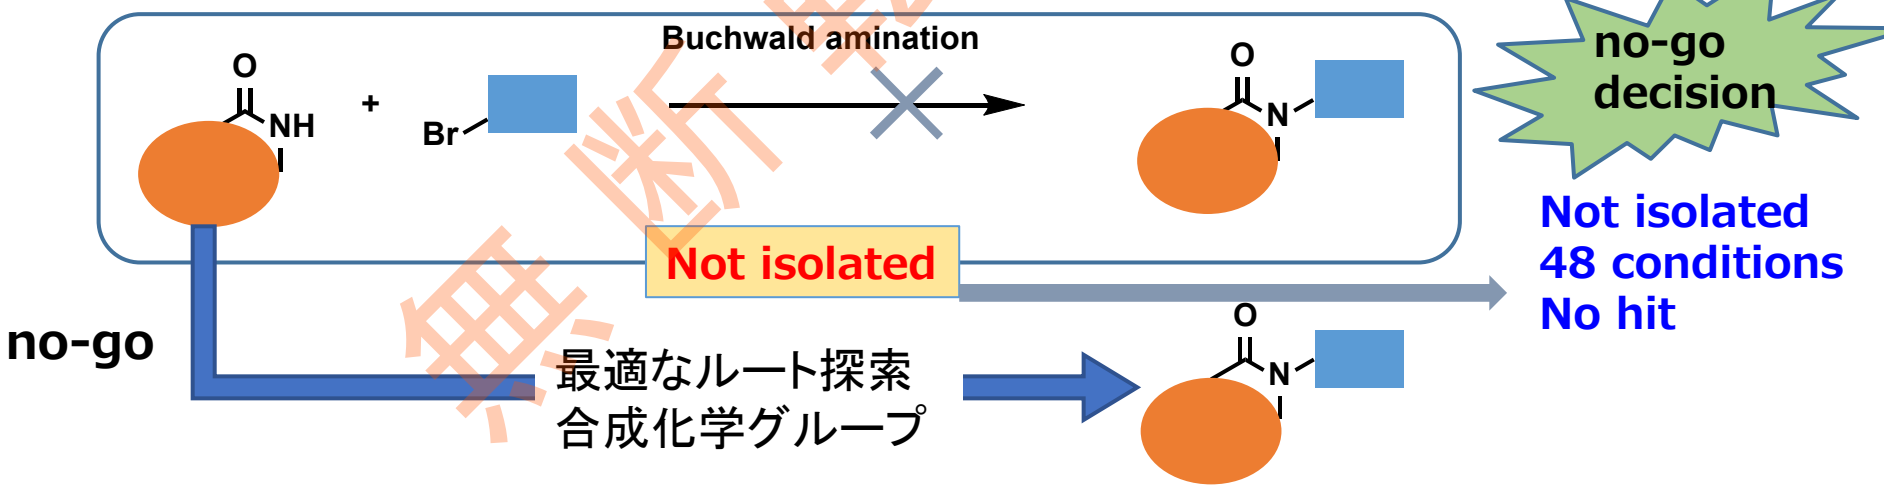 Buchwald amination
O
NH
+
Br
O
N
no-go
decision
Not isolated
Not isolated
48 conditions
No hit
no-go
最適なルート探索
合成化学グループ
O
N
無断